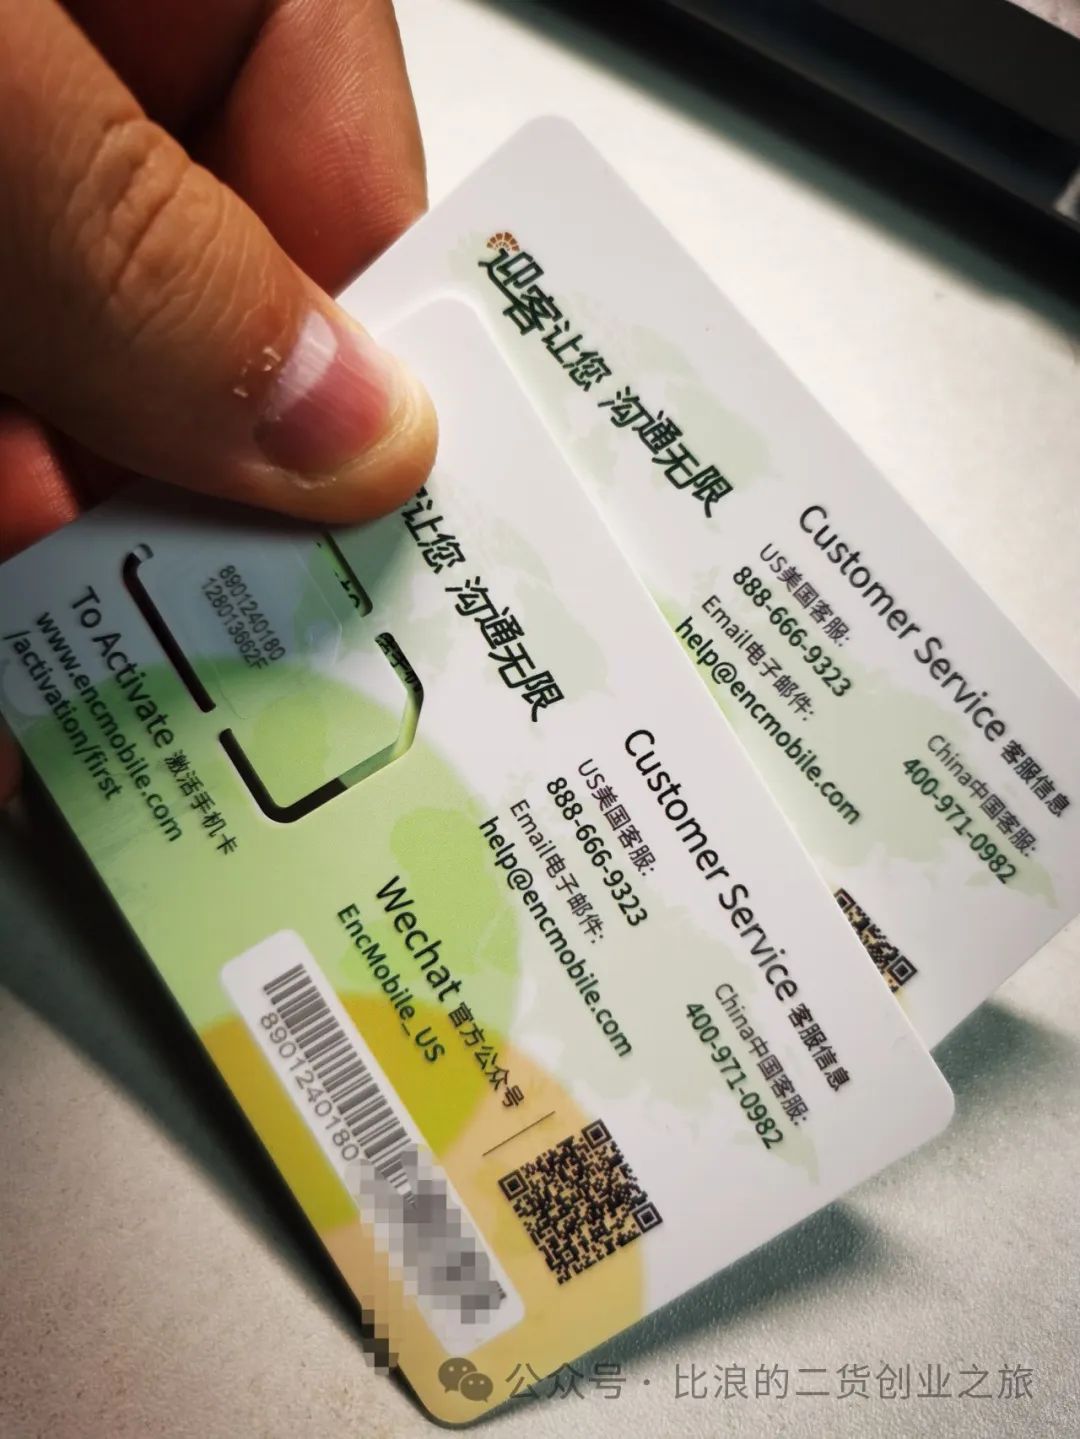 迎客让您 沟通无限
Customer Service 客服信息
US美国客服:
888-666-9323
Email电子邮件:
help@encmobile.com
China中国客服:
400-971-0982
让您 沟通无限
Customer Service 客服信息
US美国客服:
888-666-9323
Email电子邮件:
help@encmobile.com
China中国客服:
400-971-0982
8901240180
128013662F
To Activate 激活手机卡
www.encmobile.com
/activation/first
Wechat 官方公众号
EncMobile_US
8901240180
公众号 · 比浪的二货创业之旅